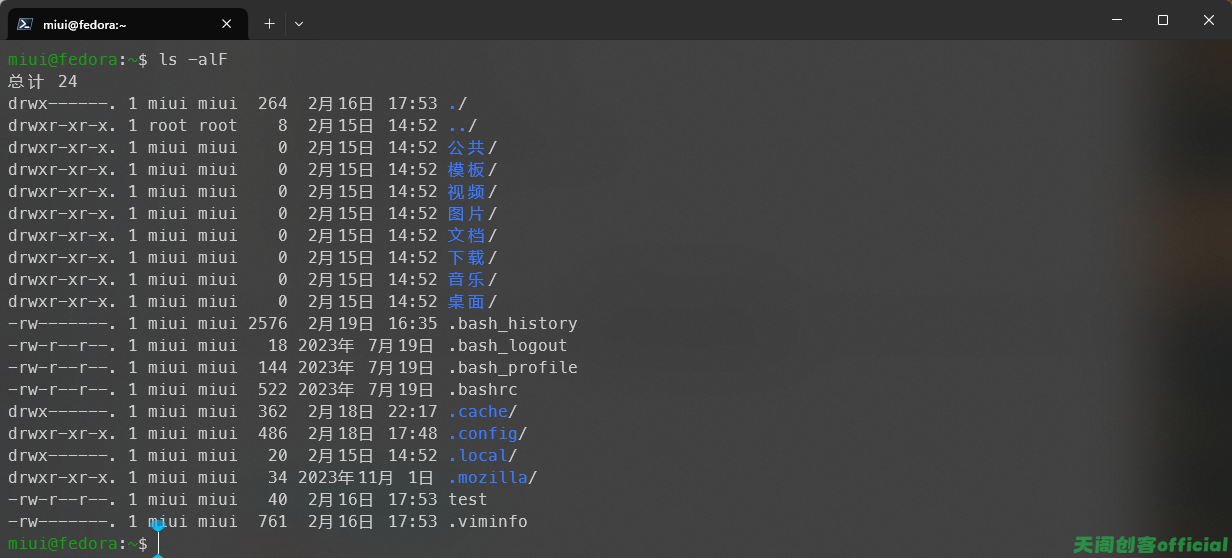 miui@fedora:~
miui@fedora:~$ ls -alF
总计 24
drwx------. 1 miui miui  264  2月16日 17:53 ./
drwxr-xr-x. 1 root root    8  2月15日 14:52 ../
drwxr-xr-x. 1 miui miui    0  2月15日 14:52 公共/
drwxr-xr-x. 1 miui miui    0  2月15日 14:52 模板/
drwxr-xr-x. 1 miui miui    0  2月15日 14:52 视频/
drwxr-xr-x. 1 miui miui    0  2月15日 14:52 图片/
drwxr-xr-x. 1 miui miui    0  2月15日 14:52 文档/
drwxr-xr-x. 1 miui miui    0  2月15日 14:52 下载/
drwxr-xr-x. 1 miui miui    0  2月15日 14:52 音乐/
drwxr-xr-x. 1 miui miui    0  2月15日 14:52 桌面/
-rw-------. 1 miui miui 2576  2月19日 16:35 .bash_history
-rw-r--r--. 1 miui miui   18 2023年 7月19日 .bash_logout
-rw-r--r--. 1 miui miui  144 2023年 7月19日 .bash_profile
-rw-r--r--. 1 miui miui  522 2023年 7月19日 .bashrc
drwx------. 1 miui miui  362  2月18日 22:17 .cache/
drwxr-xr-x. 1 miui miui  486  2月18日 17:48 .config/
drwx------. 1 miui miui   20  2月15日 14:52 .local/
drwxr-xr-x. 1 miui miui   34 2023年11月 1日 .mozilla/
-rw-r--r--. 1 miui miui   40  2月16日 17:53 test
-rw-------. 1 miui miui  761  2月16日 17:53 .viminfo
miui@fedora:~$
天阁创客official